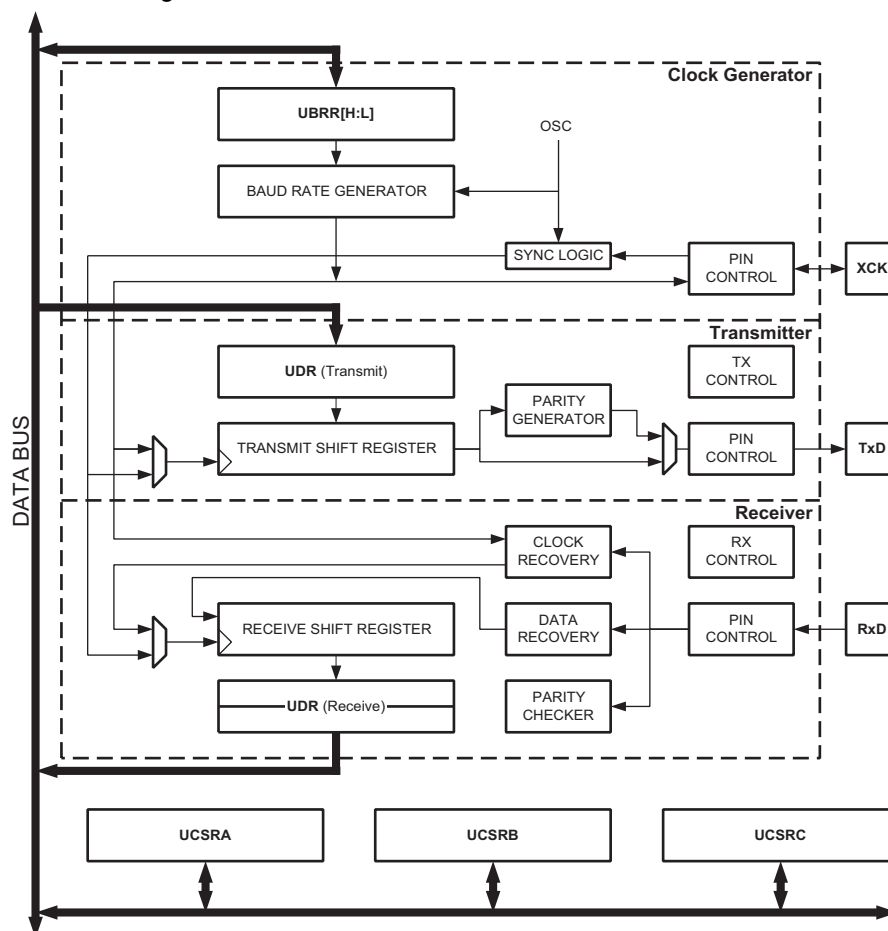 Clock Generator
UBRR[H:L]
OSC
BAUD RATE GENERATOR
SYNC LOGIC
PIN
CONTROL
XCK
Transmitter
UDR (Transmit)
TX
CONTROL
PARITY
GENERATOR
TRANSMIT SHIFT REGISTER
PIN
CONTROL
TxD
DATA BUS
Receiver
CLOCK
RECOVERY
RX
CONTROL
RECEIVE SHIFT REGISTER
DATA
RECOVERY
PIN
CONTROL
RxD
UDR (Receive)
PARITY
CHECKER
UCSRA
UCSRB
UCSRC